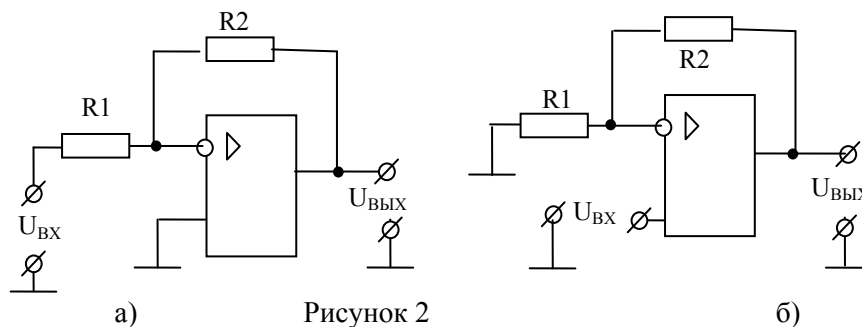 R2
R1
U_ВХ
U_ВЫХ
а)
Рисунок 2
R2
R1
U_ВХ
U_ВЫХ
б)